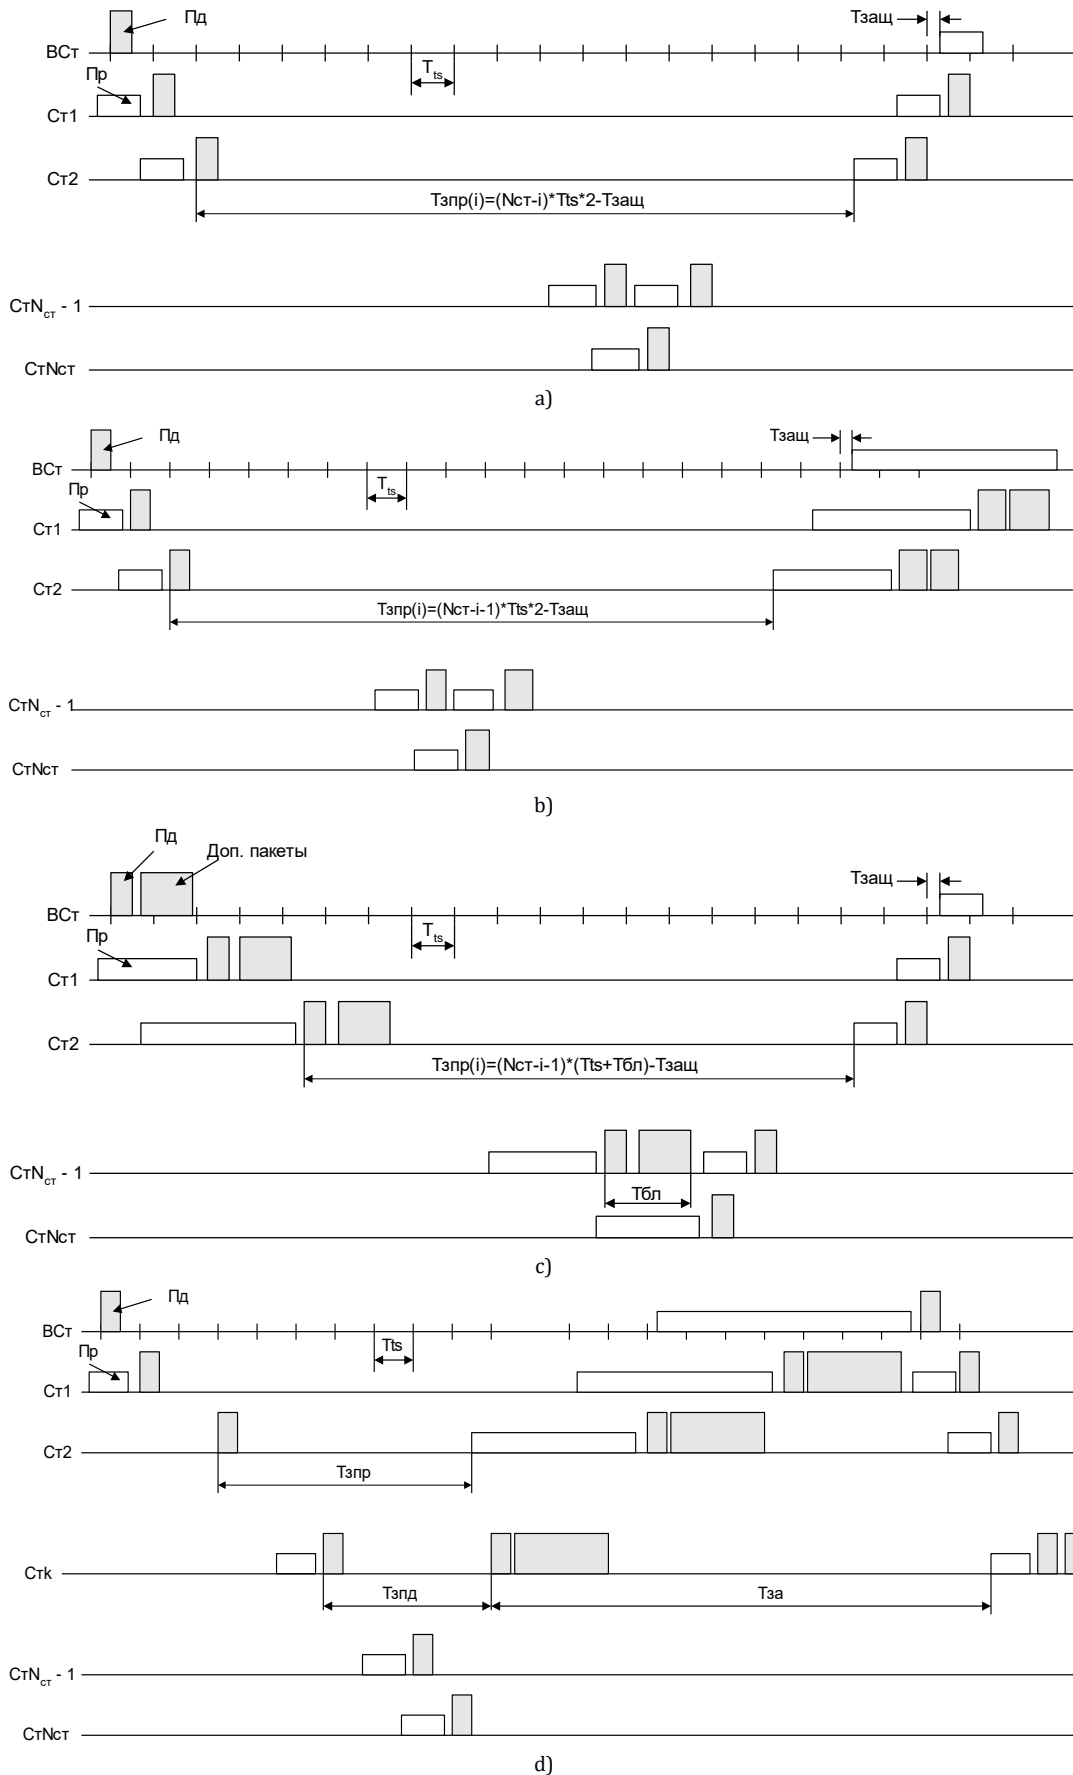 Пд
Тзащ
ВСт
Tts
Пр
Ст1
Ст2
Тзпр(i)=(Nст-i)*Tts*2-Тзащ
СтNст - 1
СтNст
a)
Пд
Тзащ
ВСт
Tts
Пр
Ст1
Ст2
Тзпр(i)=(Nст-i-1)*Tts*2-Тзащ
СтNст - 1
СтNст
b)
Пд
Доп. пакеты
Тзащ
ВСт
Tts
Пр
Ст1
Ст2
Тзпр(i)=(Nст-i-1)*(Tts+Тбл)-Тзащ
СтNст - 1
Тбл
СтNст
c)
Пд
ВСт
Tts
Пр
Ст1
Ст2
Тзпр
Стk
Тзпд
Тза
СтNст - 1
СтNст
d)